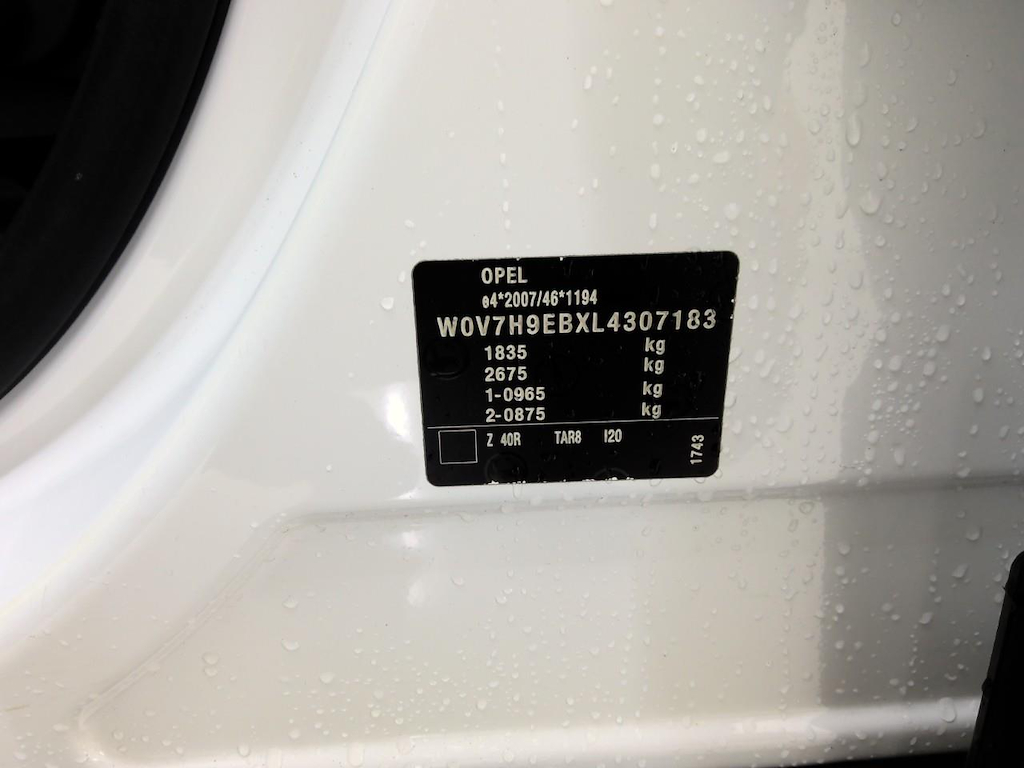 OPEL
e4*2007/46*1194
W0V7H9EBXL4307183
1835 kg
2675 kg
1-0965 kg
2-0875 kg
Z 40R TAR8 I20
1743